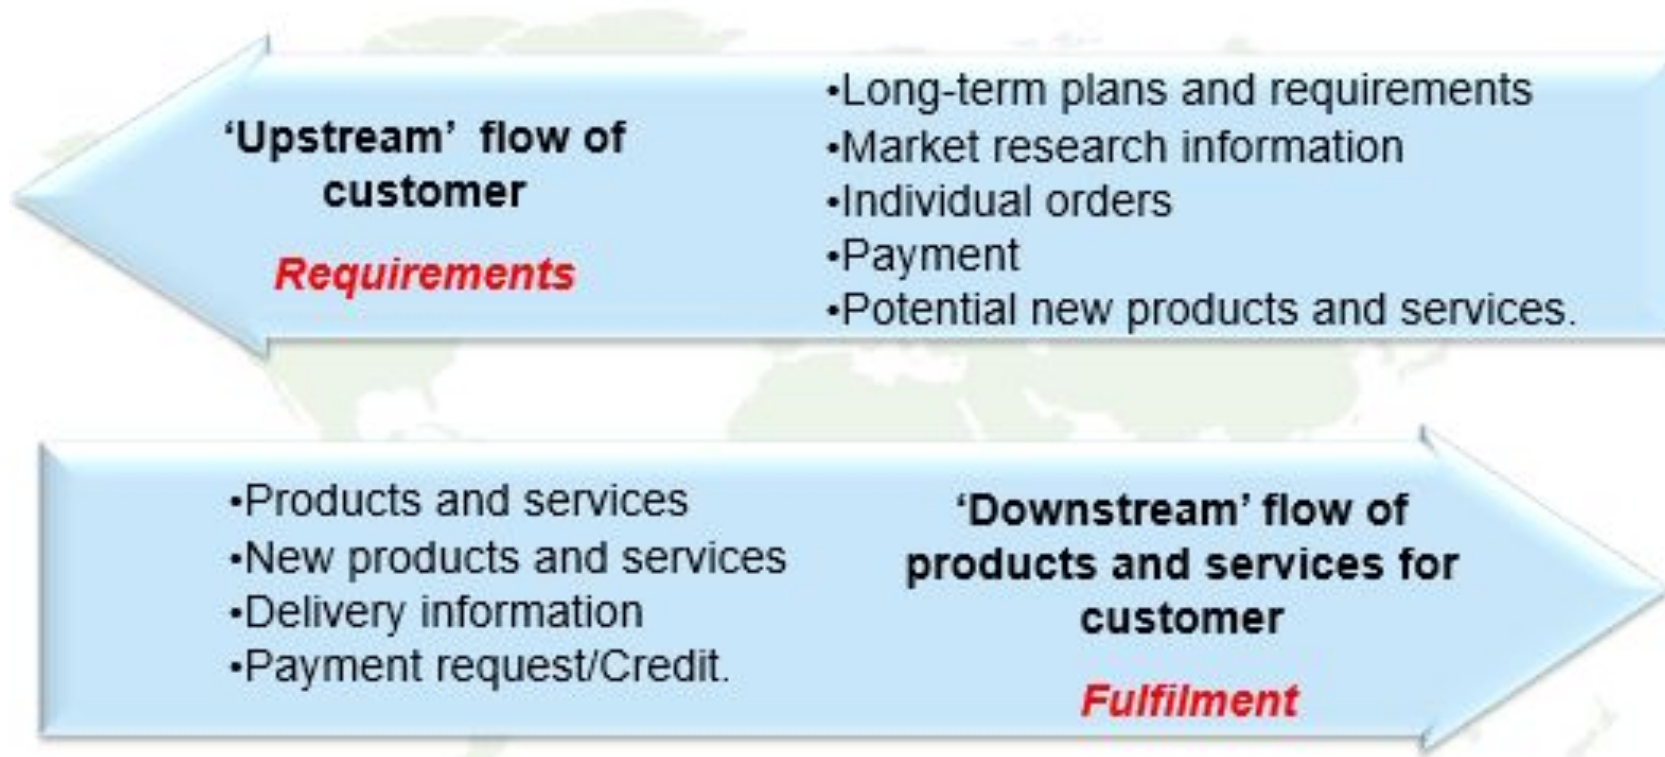 ‘Upstream’ flow of
customer
Requirements
•Long-term plans and requirements
•Market research information
•Individual orders
•Payment
•Potential new products and services.
•Products and services
•New products and services
•Delivery information
•Payment request/Credit.
‘Downstream’ flow of
products and services for
customer
Fulfilment